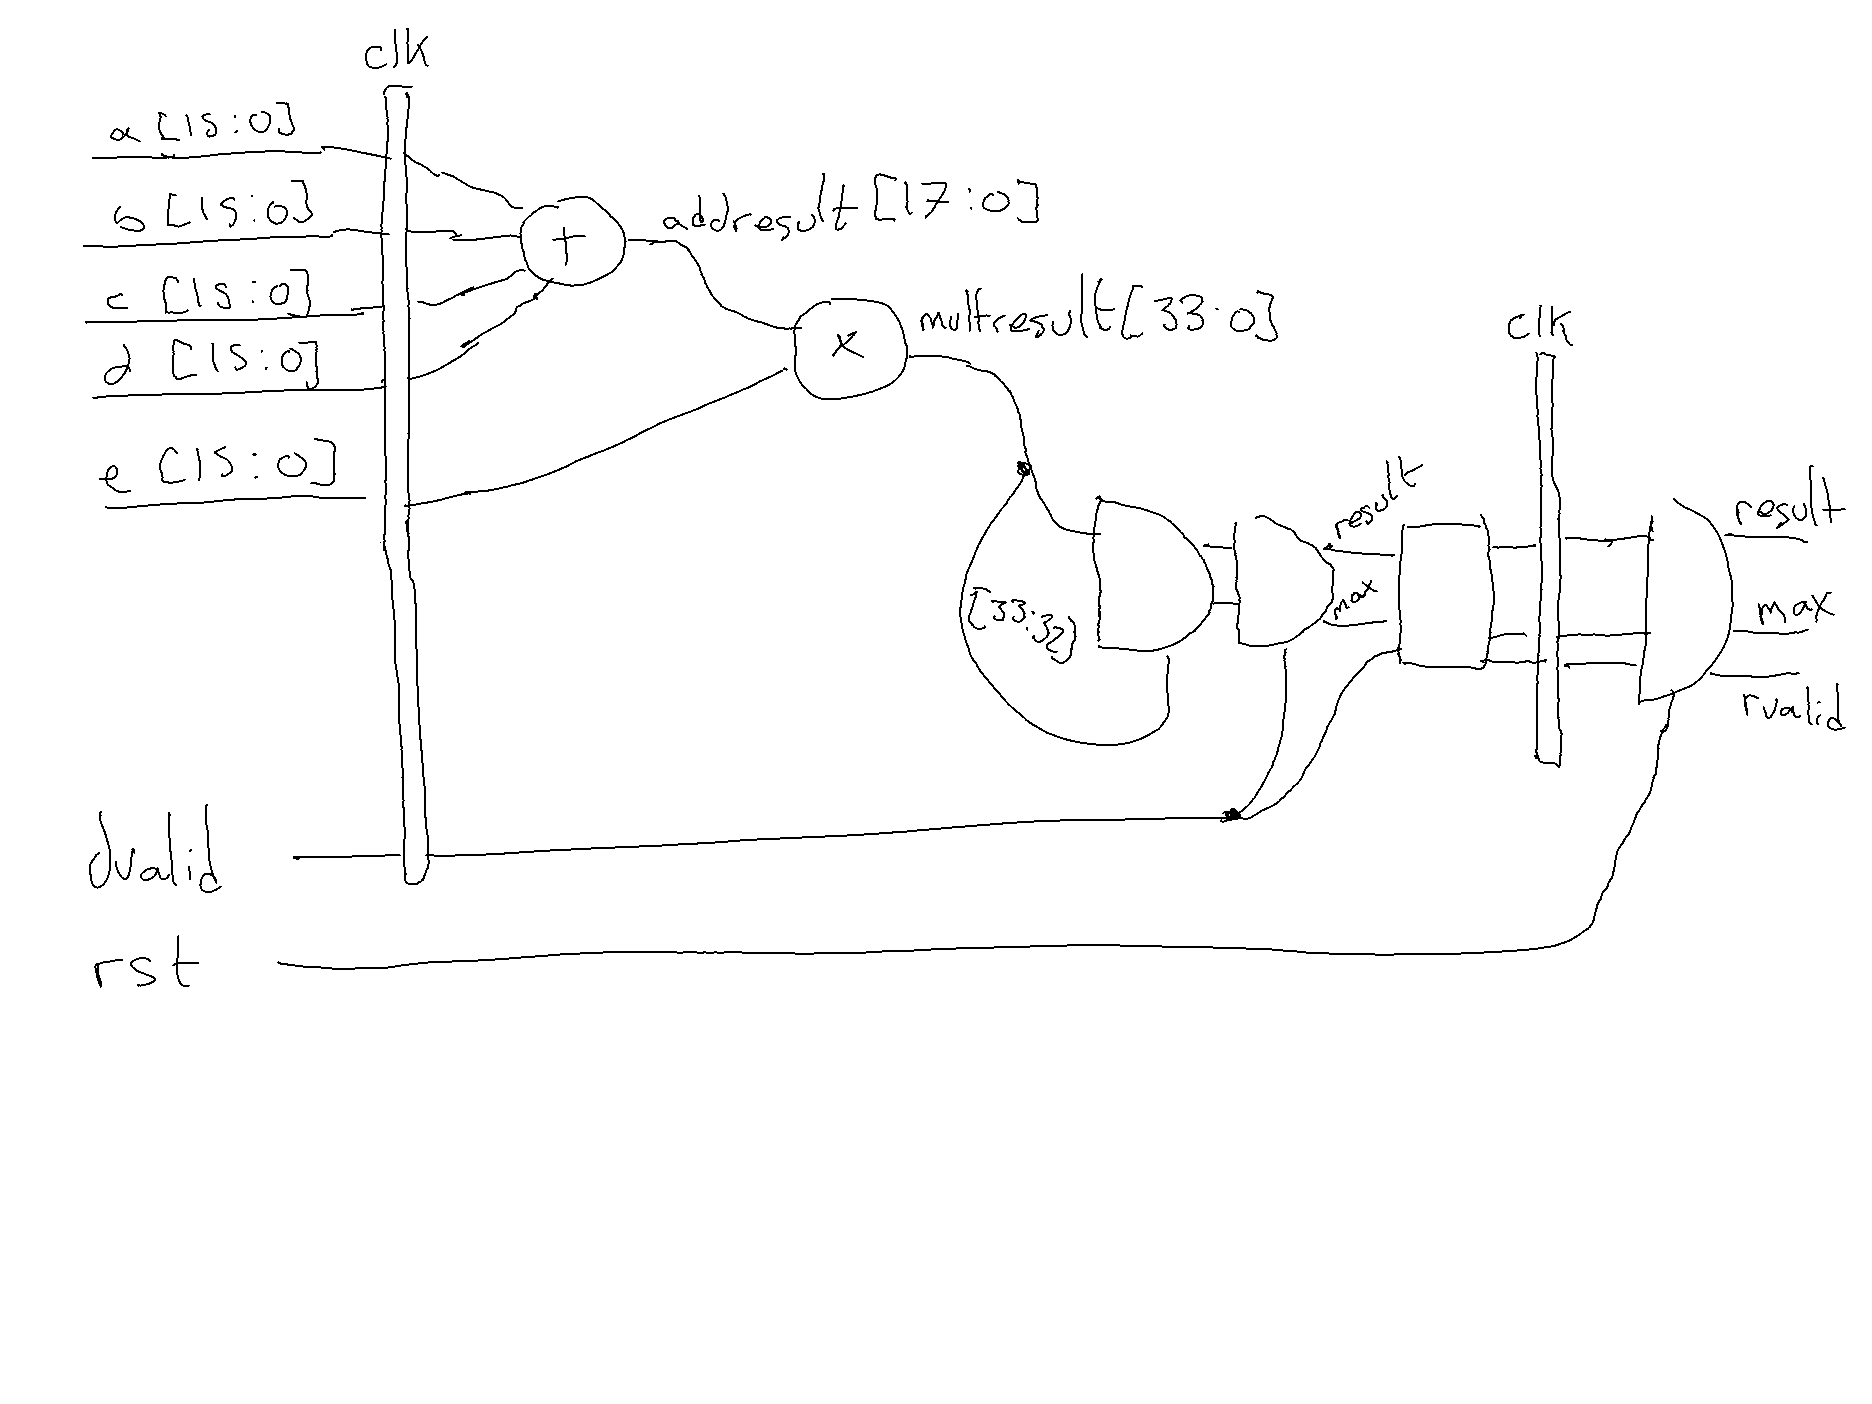 clk
a [15:0]
b [15:0]
addresult [17:0]
c [15:0]
multresult [33:0]
clk
d [15:0]
e [15:0]
+
x
result
max
[33:32]
result
max
rvalid
dvalid
rst